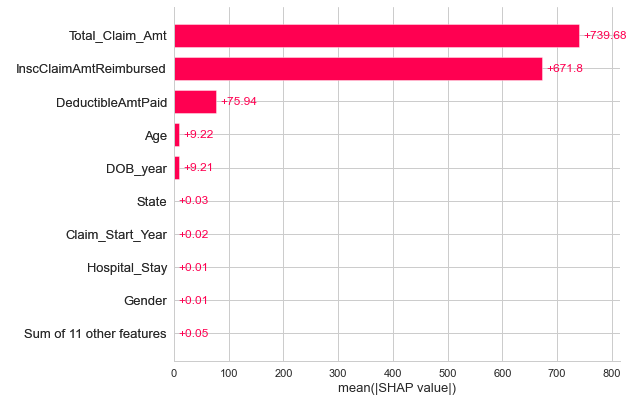 Total_Claim_Amt +739.68
InscClaimAmtReimbursed +671.8
DeductibleAmtPaid +75.94
Age +9.22
DOB_year +9.21
State +0.03
Claim_Start_Year +0.02
Hospital_Stay +0.01
Gender +0.01
Sum of 11 other features +0.05
0 100 200 300 400 500 600 700 800
mean(|SHAP value|)